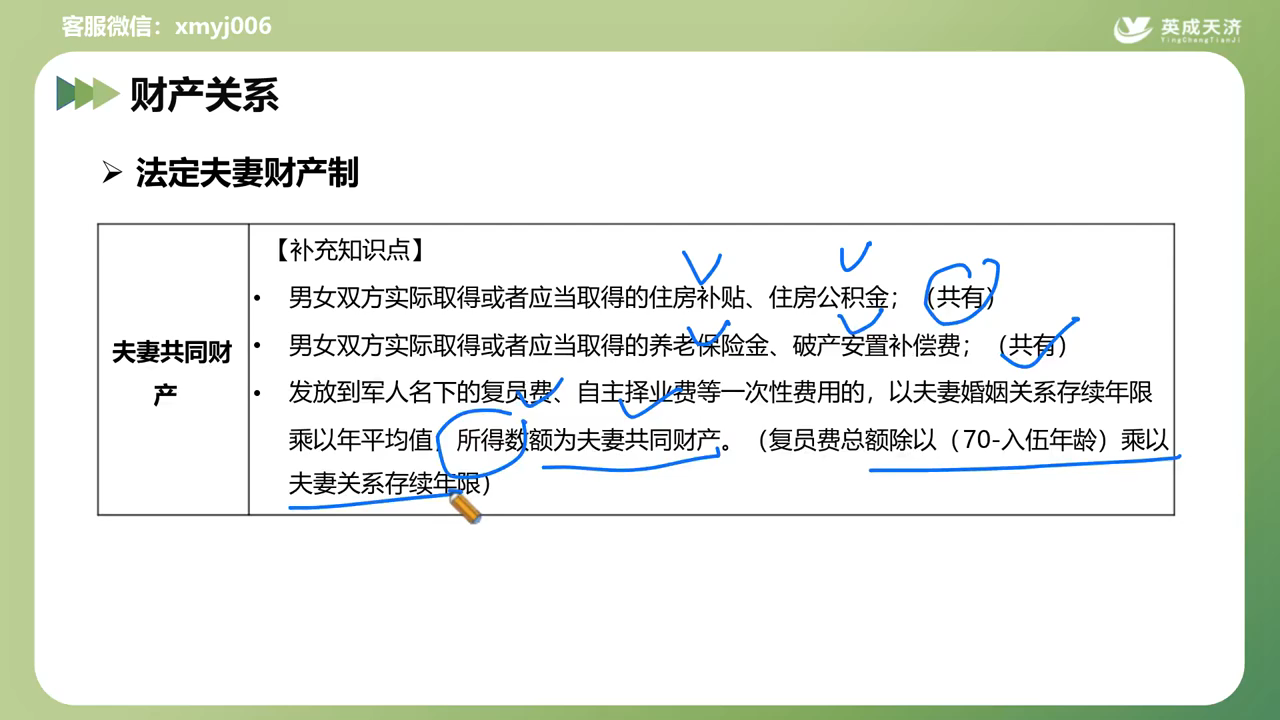 客服微信：xmyj006
英成天济
YingChengTianJi
财产关系
➢ 法定夫妻财产制
夫妻共同财
产
【补充知识点】
• 男女双方实际取得或者应当取得的住房补贴、住房公积金；（共有）
• 男女双方实际取得或者应当取得的养老保险金、破产安置补偿费；（共有）
• 发放到军人名下的复员费、自主择业费等一次性费用的，以夫妻婚姻关系存续年限
乘以年平均值，所得数额为夫妻共同财产。（复员费总额除以（70-入伍年龄）乘以
夫妻关系存续年限）